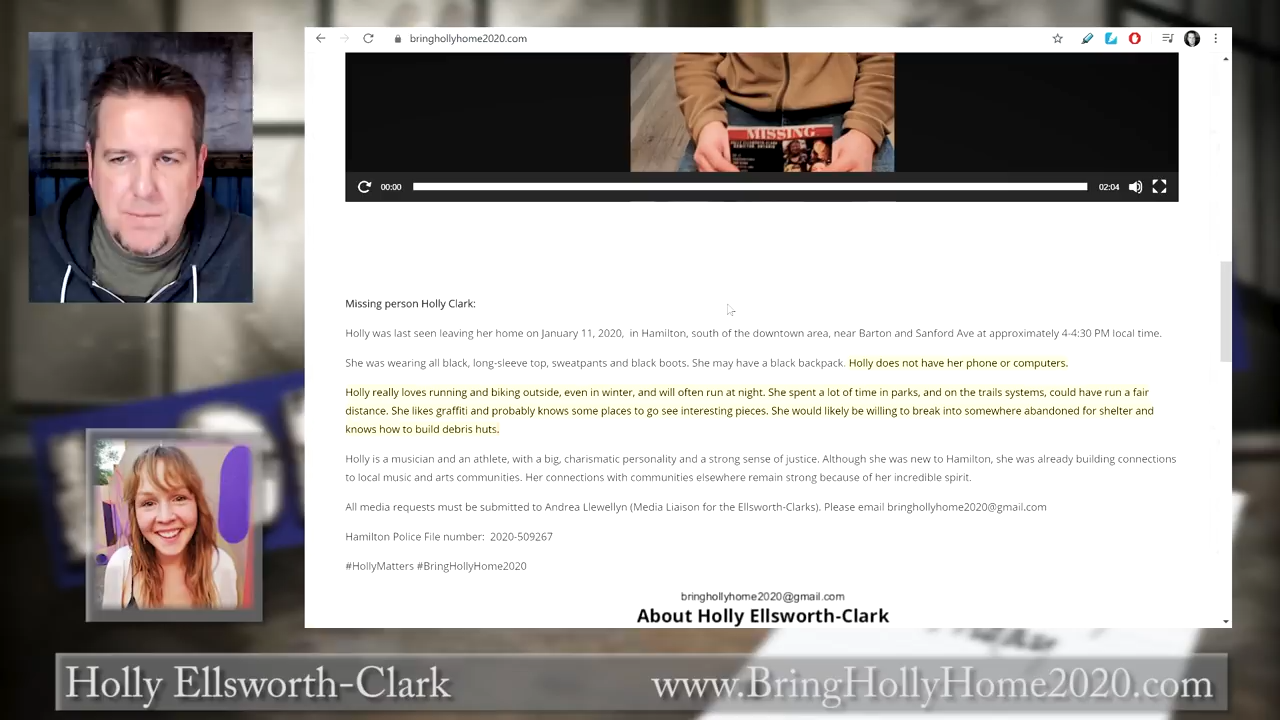 bringhollyhome2020.com
MISSING
00:00
02:04
Missing person Holly Clark:
Holly was last seen leaving her home on January 11, 2020, in Hamilton, south of the downtown area, near Barton and Sanford Ave at approximately 4-4:30 PM local time.
She was wearing all black, long-sleeve top, sweatpants and black boots. She may have a black backpack. Holly does not have her phone or computers.
Holly really loves running and biking outside, even in winter, and will often run at night. She spent a lot of time in parks, and on the trails systems, could have run a fair
distance. She likes graffiti and probably knows some places to go see interesting pieces. She would likely be willing to break into somewhere abandoned for shelter and
knows how to build debris huts.
Holly is a musician and an athlete, with a big, charismatic personality and a strong sense of justice. Although she was new to Hamilton, she was already building connections
to local music and arts communities. Her connections with communities elsewhere remain strong because of her incredible spirit.
All media requests must be submitted to Andrea Llewellyn (Media Liaison for the Ellsworth-Clarks). Please email bringhollyhome2020@gmail.com
Hamilton Police File number: 2020-509267
#HollyMatters #BringHollyHome2020
bringhollyhome2020@gmail.com
About Holly Ellsworth-Clark
Holly Ellsworth-Clark
www.BringHollyHome2020.com